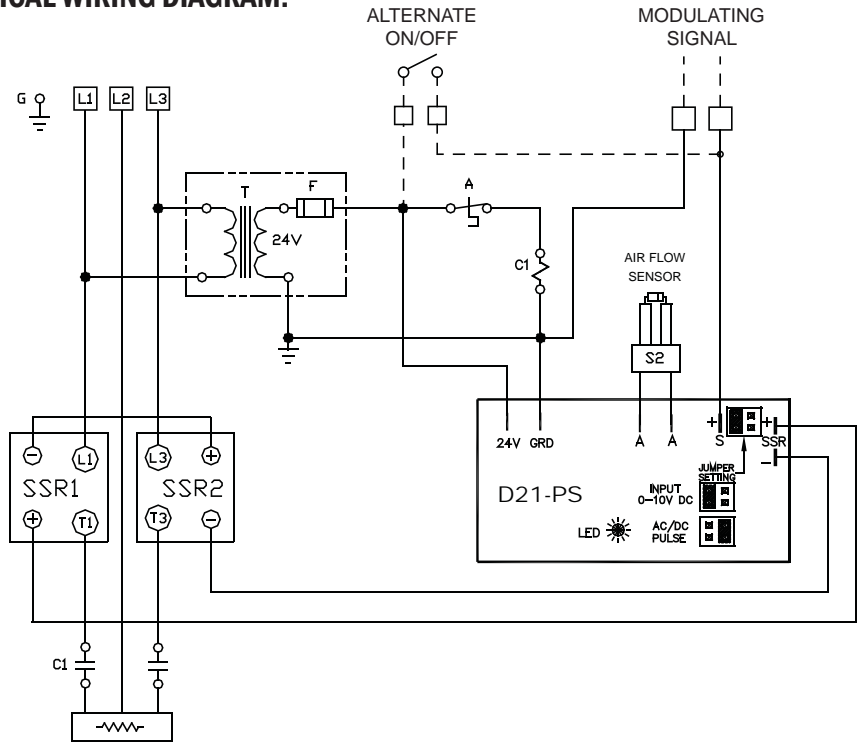 ICAL WIRING DIAGRAM:
ALTERNATE
ON/OFF
MODULATING
SIGNAL
G
L1
L2
L3
T
F
24V
A
C1
AIR FLOW
SENSOR
S2
24V GRD
A A
+ S
+ SSR
-
JUMPER
SETTING
D21-PS
INPUT
0-10V DC
LED
AC/DC
PULSE
- L1
SSR1
+ T1
L3 +
SSR2
T3 -
C1